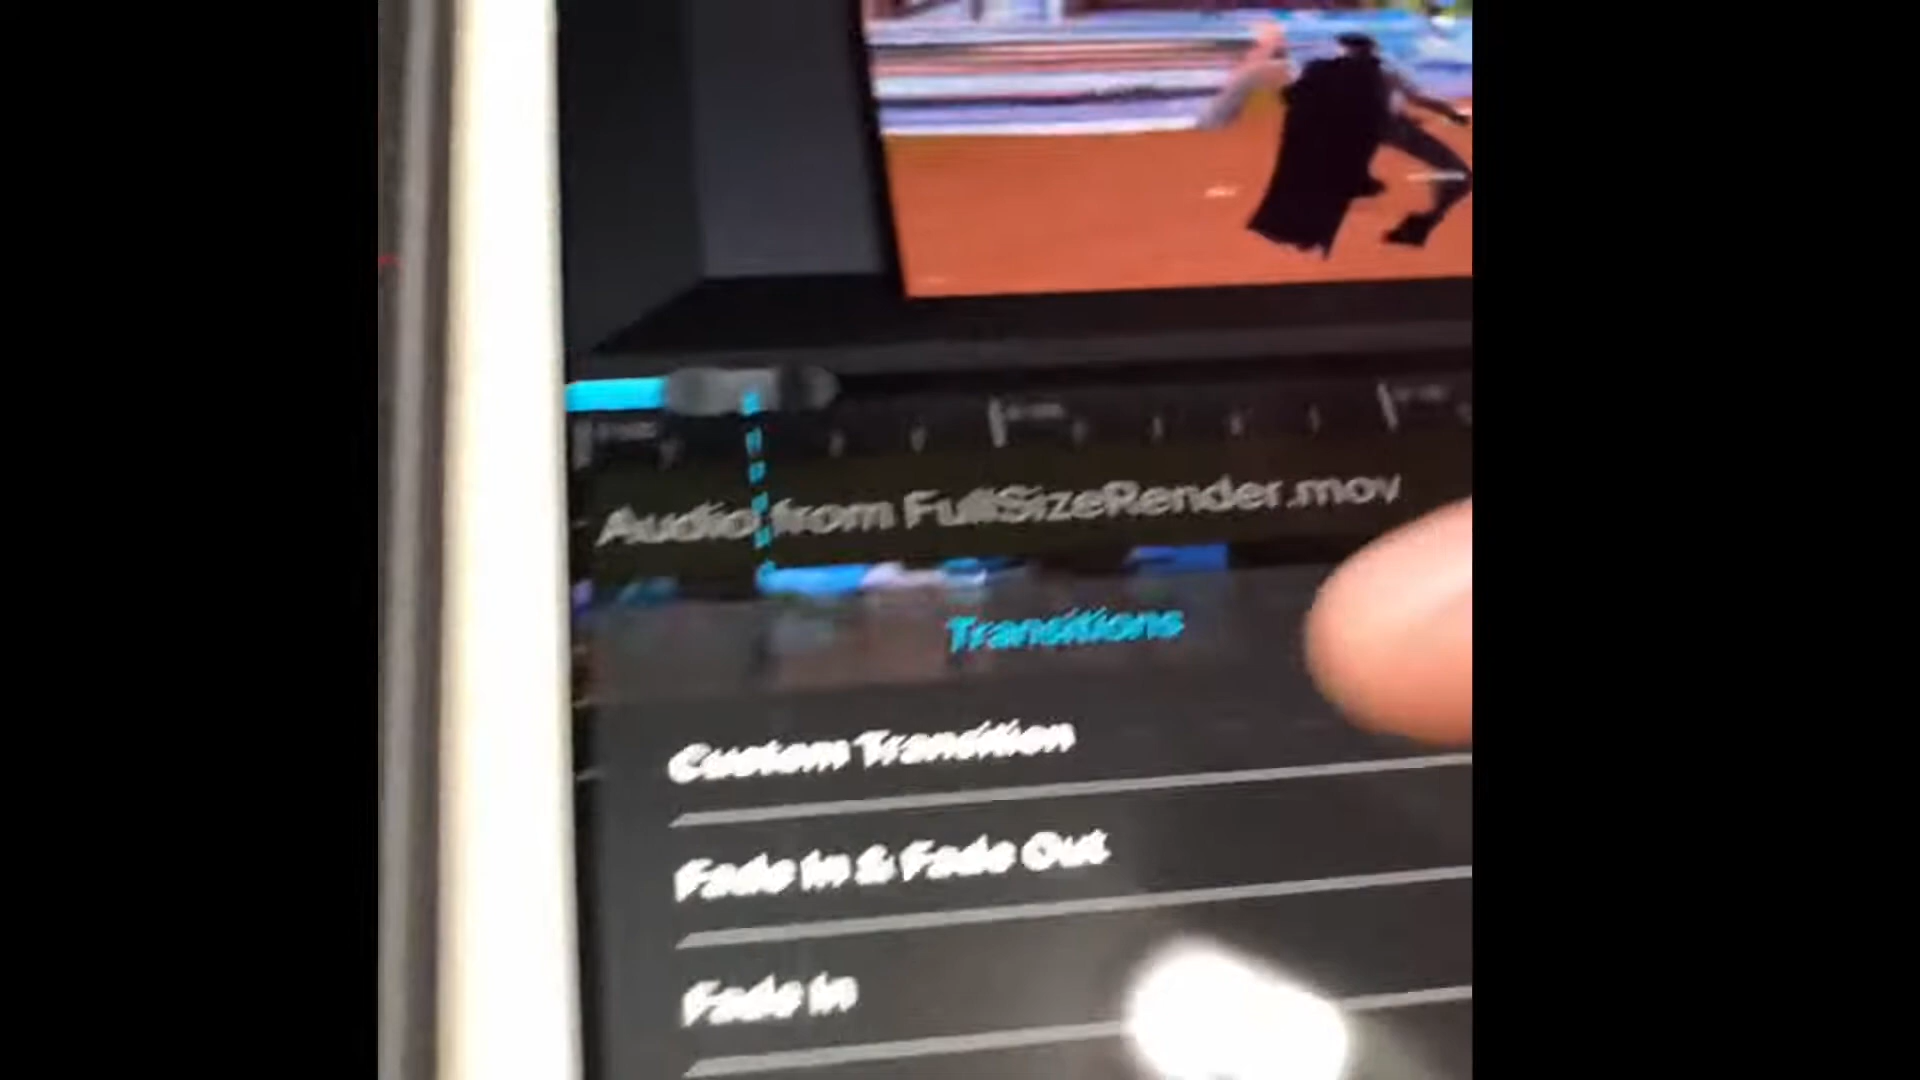 Audio from FullSizeRender.mov
Transitions
Custom Transition
Fade In & Fade Out
Fade In